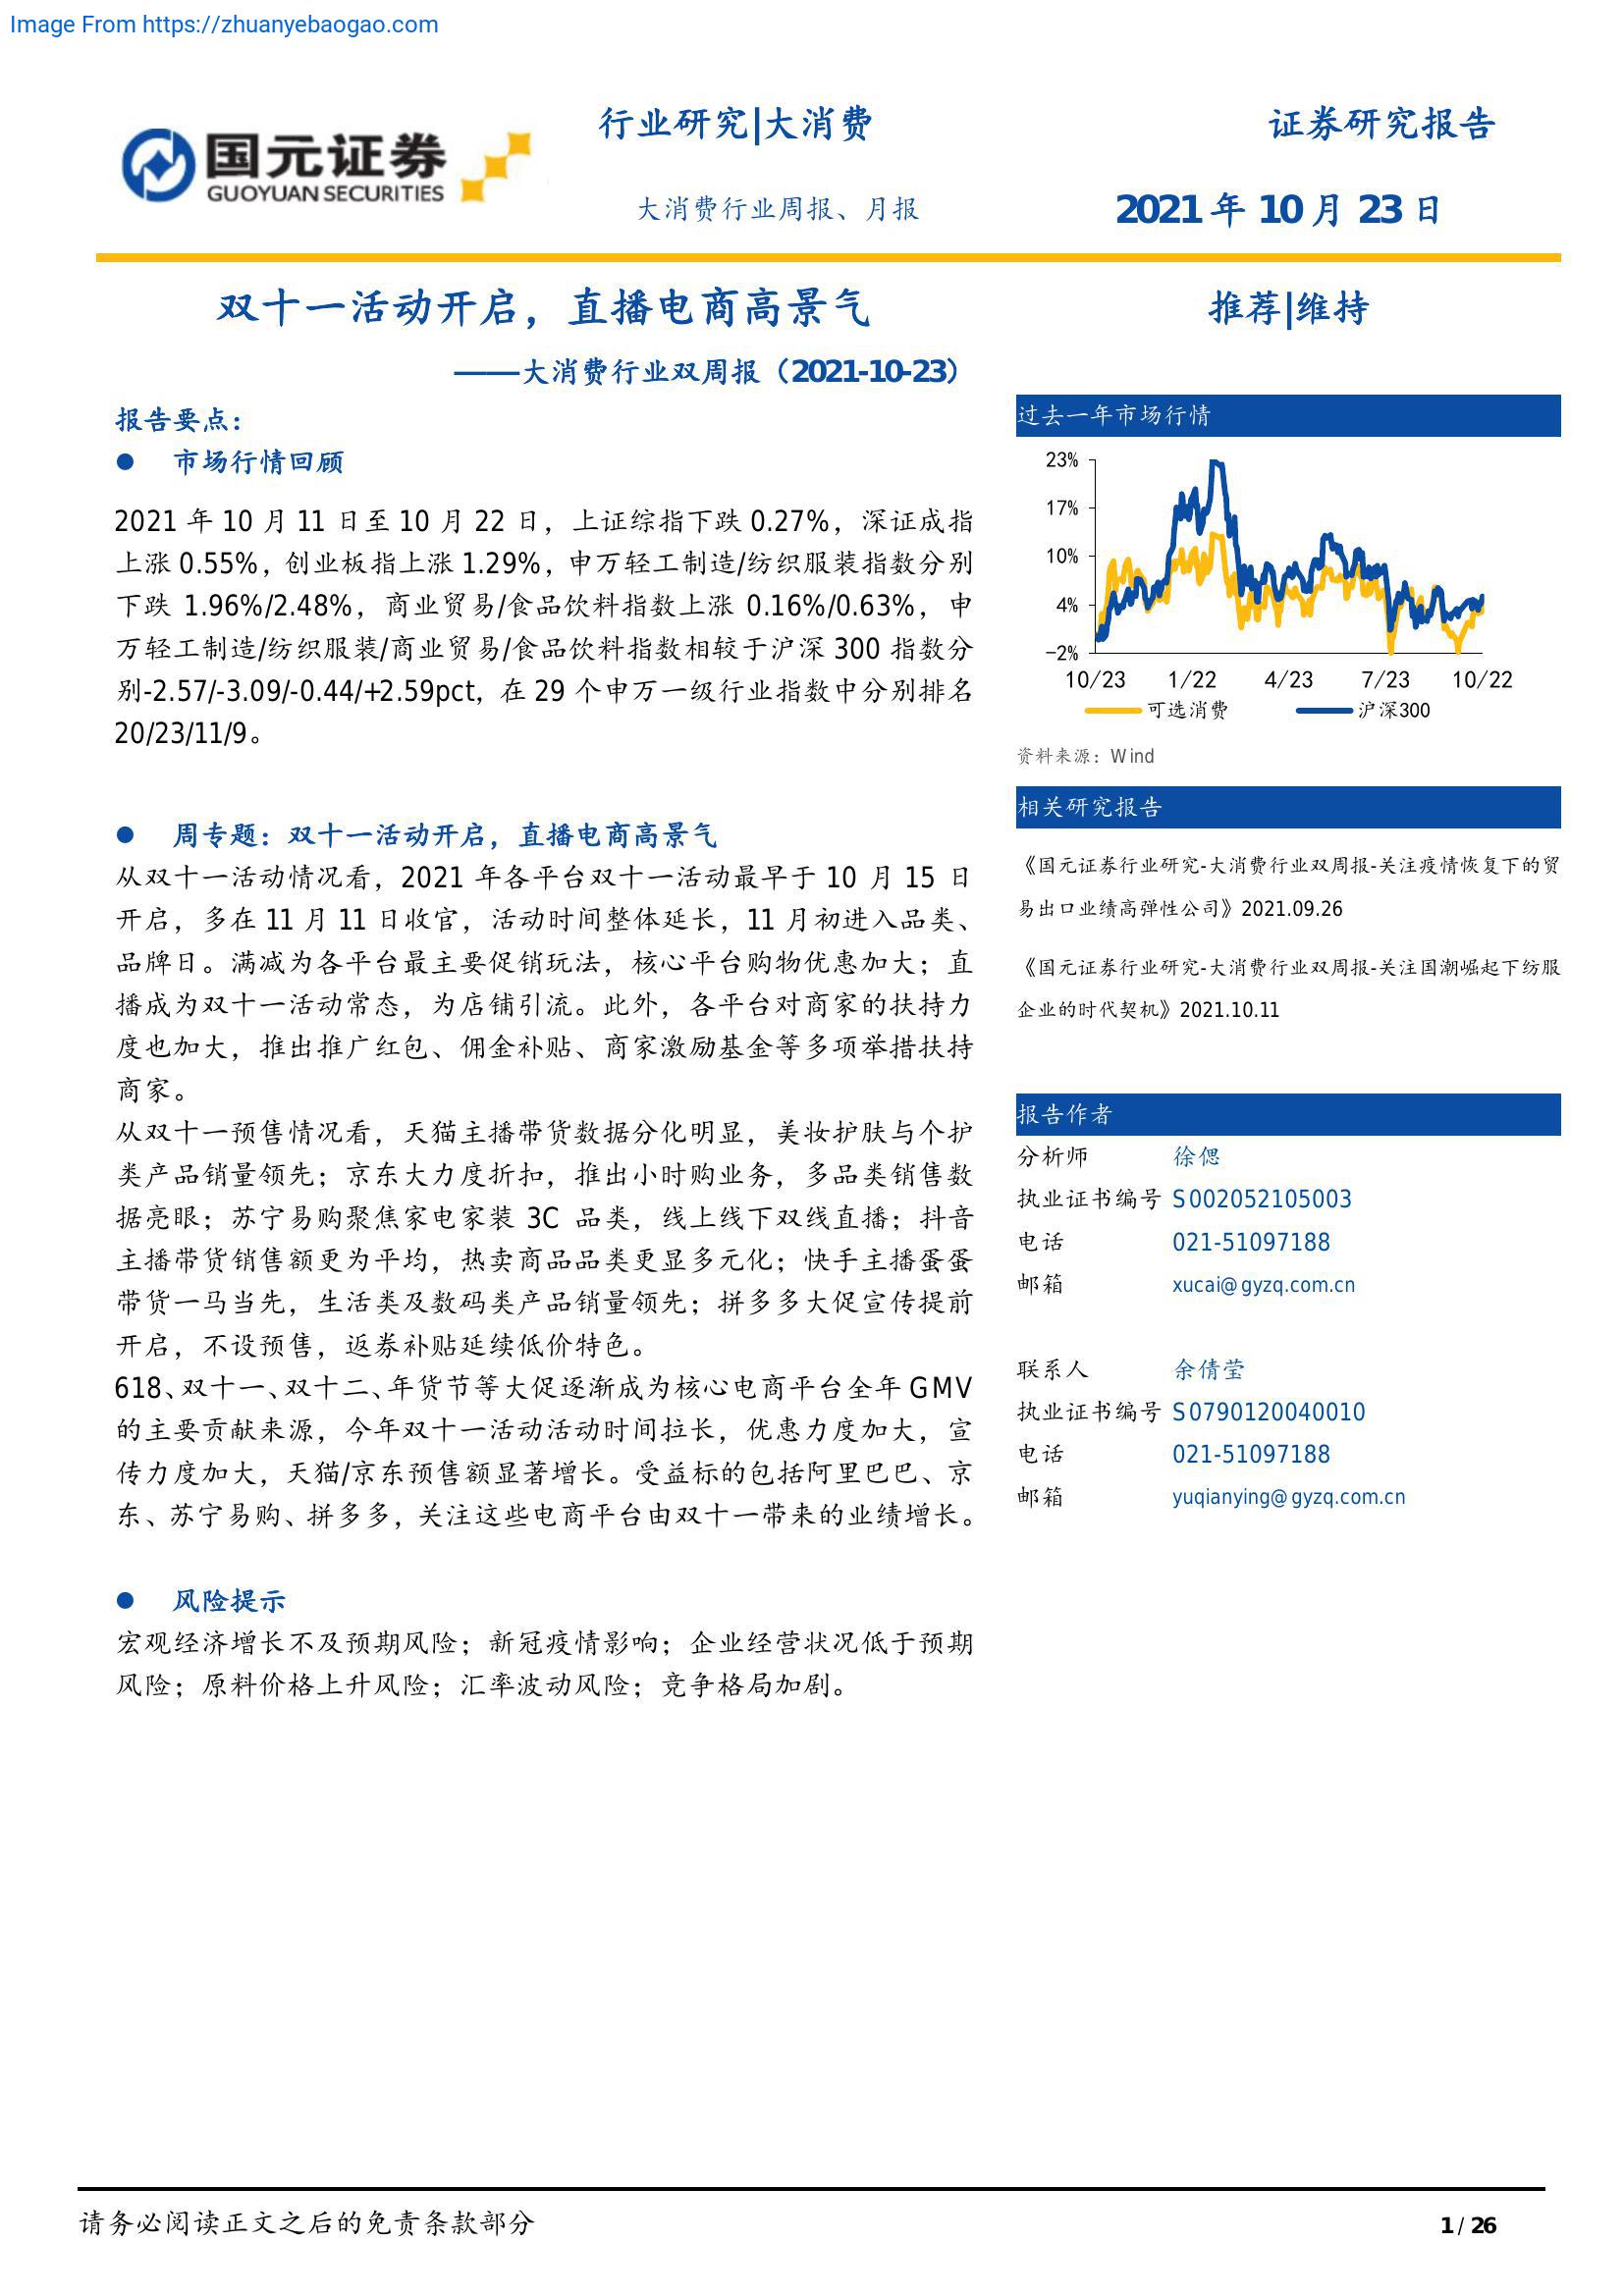 Image From https://zhuanyebaogao.com
国元证券
GUOYUAN SECURITIES
行业研究|大消费
证券研究报告
大消费行业周报、月报
2021 年 10 月 23 日
双十一活动开启，直播电商高景气
推荐|维持
——大消费行业双周报（2021-10-23）
报告要点：
● 市场行情回顾
2021 年 10 月 11 日至 10 月 22 日，上证综指下跌 0.27%，深证成指
上涨 0.55%，创业板指上涨 1.29%，申万轻工制造/纺织服装指数分别
下跌 1.96%/2.48%，商业贸易/食品饮料指数上涨 0.16%/0.63%，申
万轻工制造/纺织服装/商业贸易/食品饮料指数相较于沪深 300 指数分
别-2.57/-3.09/-0.44/+2.59pct，在 29 个申万一级行业指数中分别排名
20/23/11/9。
● 周专题：双十一活动开启，直播电商高景气
从双十一活动情况看，2021 年各平台双十一活动最早于 10 月 15 日
开启，多在 11 月 11 日收官，活动时间整体延长，11 月初进入品类、
品牌日。满减为各平台最主要促销玩法，核心平台购物优惠加大；直
播成为双十一活动常态，为店铺引流。此外，各平台对商家的扶持力
度也加大，推出推广红包、佣金补贴、商家激励基金等多项举措扶持
商家。
从双十一预售情况看，天猫主播带货数据分化明显，美妆护肤与个护
类产品销量领先；京东大力度折扣，推出小时购业务，多品类销售数
据亮眼；苏宁易购聚焦家电家装 3C 品类，线上线下双线直播；抖音
主播带货销售额更为平均，热卖商品品类更显多元化；快手主播蛋蛋
带货一马当先，生活类及数码类产品销量领先；拼多多大促宣传提前
开启，不设预售，返券补贴延续低价特色。
618、双十一、双十二、年货节等大促逐渐成为核心电商平台全年 GMV
的主要贡献来源，今年双十一活动活动时间拉长，优惠力度加大，宣
传力度加大，天猫/京东预售额显著增长。受益标的包括阿里巴巴、京
东、苏宁易购、拼多多，关注这些电商平台由双十一带来的业绩增长。
● 风险提示
宏观经济增长不及预期风险；新冠疫情影响；企业经营状况低于预期
风险；原料价格上升风险；汇率波动风险；竞争格局加剧。
过去一年市场行情
23%
17%
10%
4%
-2%
10/23 1/22 4/23 7/23 10/22
可选消费 沪深300
资料来源：Wind
相关研究报告
《国元证券行业研究-大消费行业双周报-关注疫情恢复下的贸
易出口业绩高弹性公司》2021.09.26
《国元证券行业研究-大消费行业双周报-关注国潮崛起下纺服
企业的时代契机》2021.10.11
报告作者
分析师 徐偲
执业证书编号 S002052105003
电话 021-51097188
邮箱 xucai@gyzq.com.cn
联系人 余倩莹
执业证书编号 S0790120040010
电话 021-51097188
邮箱 yuqianying@gyzq.com.cn
请务必阅读正文之后的免责条款部分
1 / 26